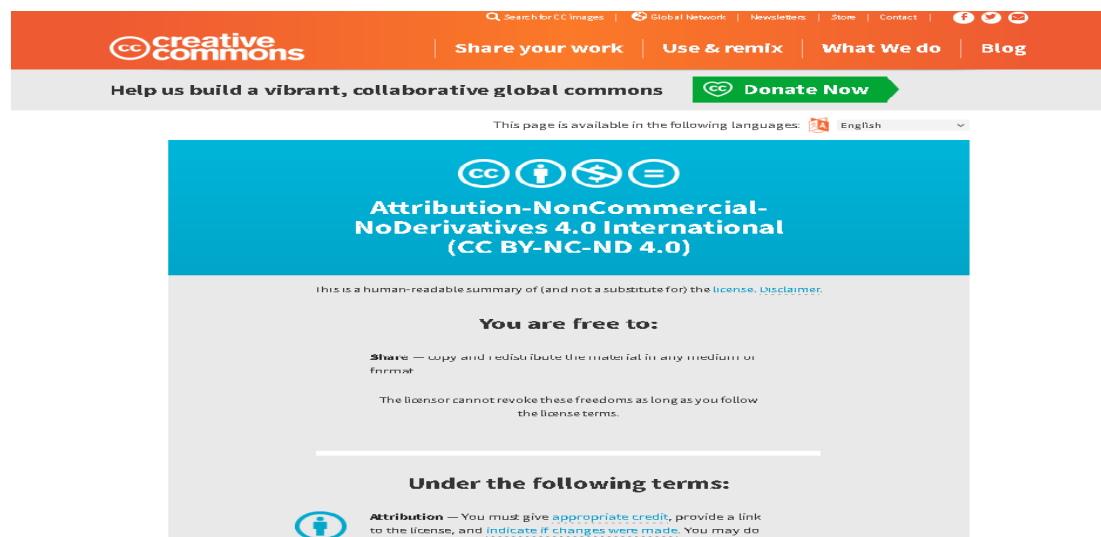 Search for CC images | Global Network | Newsletters | Store | Contact |
creative
commons
Share your work | Use & remix | What We do | Blog
Help us build a vibrant, collaborative global commons
Donate Now
This page is available in the following languages: English
Attribution-NonCommercial-
NoDerivatives 4.0 International
(CC BY-NC-ND 4.0)
This is a human-readable summary of (and not a substitute for) the license. Disclaimer.
You are free to:
Share — copy and redistribute the material in any medium or
format
The licensor cannot revoke these freedoms as long as you follow
the license terms.
Under the following terms:
Attribution — You must give appropriate credit, provide a link
to the license, and indicate if changes were made. You may do